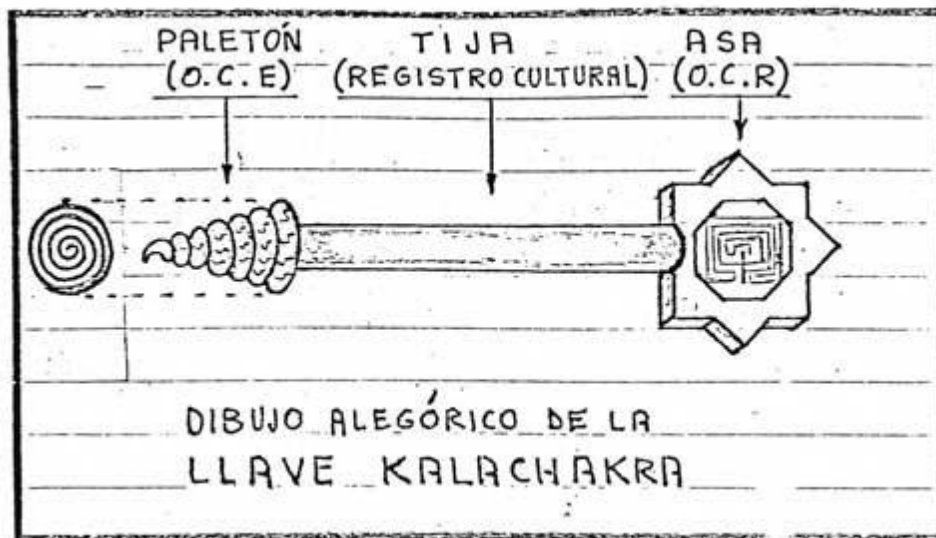 PALETÓN
(O.C.E)
TIJA
(REGISTRO CULTURAL)
ASA
(O.C.R)
DIBUJO ALEGÓRICO DE LA
LLAVE KALACHAKRA